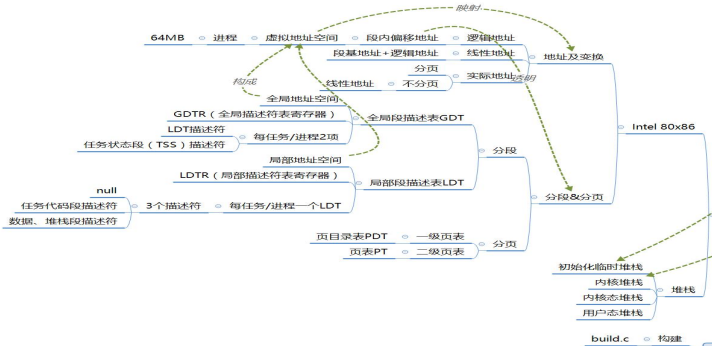 映射
64MB 进程 虚拟地址空间 段内偏移地址 逻辑地址
段基地址+逻辑地址 线性地址 地址及变换
分页
构成 线性地址 不分页 实际地址 透明
全局地址空间
GDTR（全局描述符表寄存器） 全局段描述表GDT
LDT描述符
每任务/进程2项
任务状态段（TSS）描述符
Intel 80x86
局部地址空间 分段
LDTR（局部描述符表寄存器） 局部段描述表LDT
null
分段&分页
任务代码段描述符 3个描述符 每任务/进程一个LDT
数据、堆栈段描述符
页目录表PDT 一级页表
分页
页表PT 二级页表
初始化临时堆栈
内核堆栈
堆栈
内核态堆栈
用户态堆栈
build.c 构建